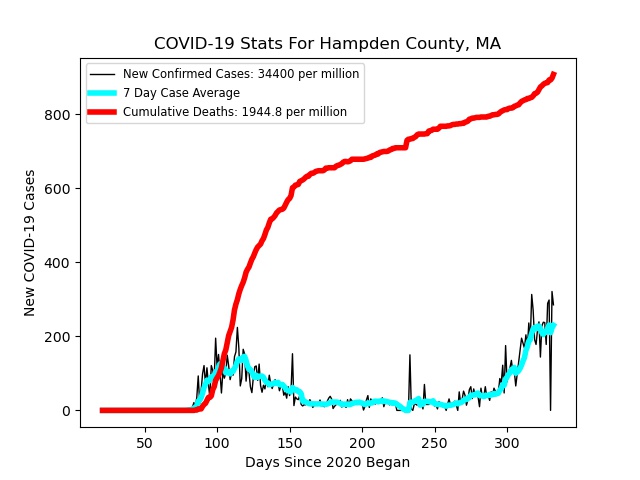 COVID-19 Stats For Hampden County, MA
New Confirmed Cases: 34400 per million
7 Day Case Average
Cumulative Deaths: 1944.8 per million
New COVID-19 Cases
800
600
400
200
0
50 100 150 200 250 300
Days Since 2020 Began